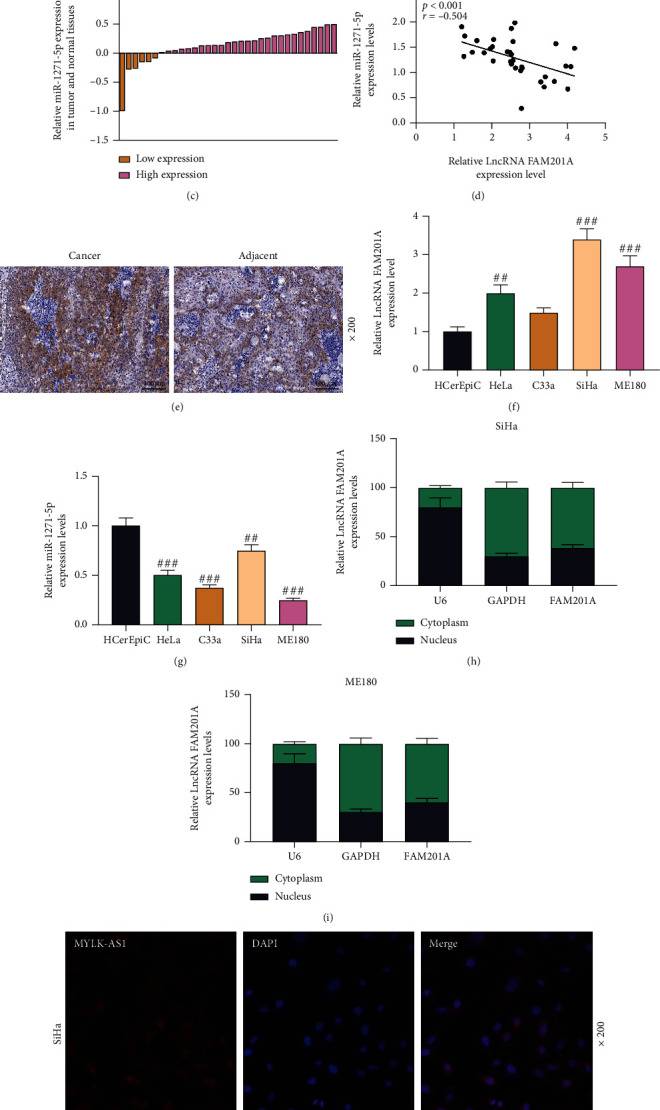 Relative miR-1271-5p expression
in tumor and normal tissues
0.5
0.0
−0.5
−1.0
−1.5
Low expression
High expression
(c)
Relative miR-1271-5p
expression levels
2.0
1.5
1.0
0.5
0.0
p < 0.001
r = −0.504
0 1 2 3 4 5
Relative LncRNA FAM201A
expression level
(d)
Cancer
Adjacent
× 200
(e)
Relative LncRNA FAM201A
expression level
4
3
2
1
0
##
###
###
HCerEpiC HeLa C33a SiHa ME180
(f)
Relative miR-1271-5p
expression levels
1.5
1.0
0.5
0.0
###
###
##
###
HCerEpiC HeLa C33a SiHa ME180
(g)
SiHa
Relative LncRNA FAM201A
expression levels
150
100
50
0
U6 GAPDH FAM201A
Cytoplasm
Nucleus
(h)
ME180
Relative LncRNA FAM201A
expression levels
150
100
50
0
U6 GAPDH FAM201A
Cytoplasm
Nucleus
(i)
SiHa
MYLK-AS1
DAPI
Merge
× 200